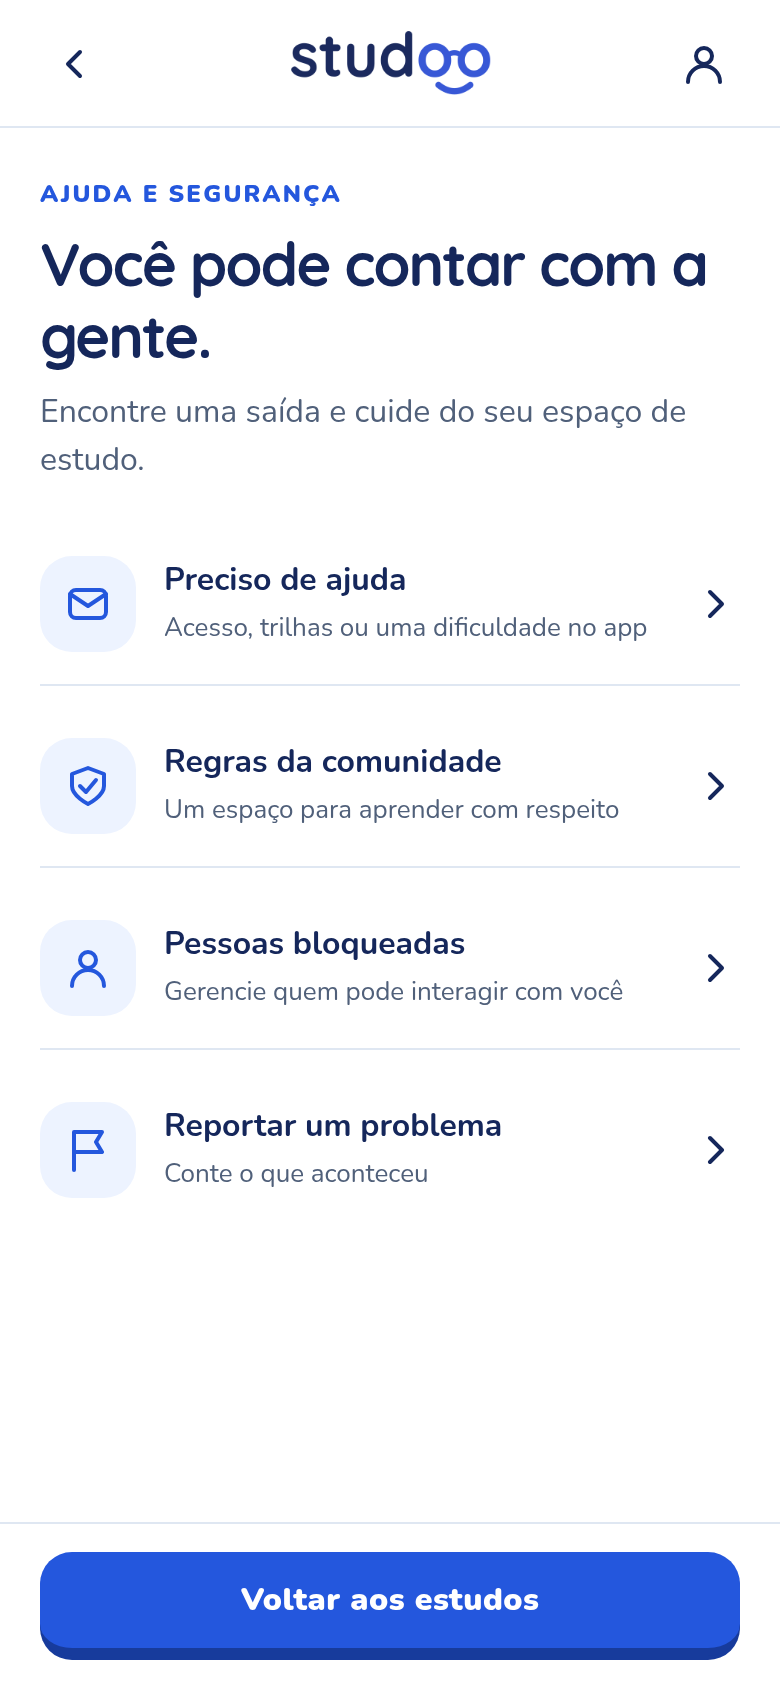 studoo
AJUDA E SEGURANÇA
Você pode contar com a
gente.
Encontre uma saída e cuide do seu espaço de
estudo.
Preciso de ajuda
Acesso, trilhas ou uma dificuldade no app
Regras da comunidade
Um espaço para aprender com respeito
Pessoas bloqueadas
Gerencie quem pode interagir com você
Reportar um problema
Conte o que aconteceu
Voltar aos estudos